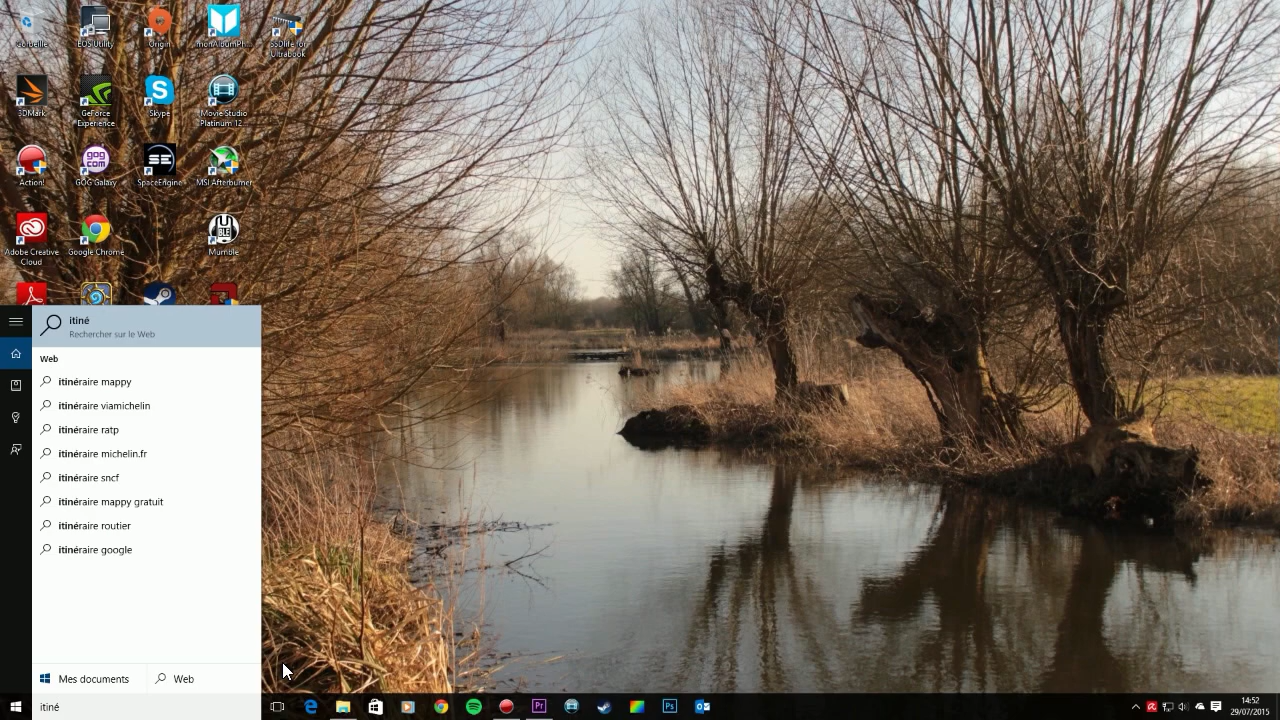 Corbeille
EOS Utility
Origin
monAlbumPh...
SSDlife for
Ultrabook
3DMark
GeForce
Experience
Skype
Movie Studio
Platinum 12...
Action!
GOG Galaxy
SpaceEngine
MSI Afterburner
Adobe Creative
Cloud
Google Chrome
Mumble
itiné
Rechercher sur le Web
Web
itinéraire mappy
itinéraire viamichelin
itinéraire ratp
itinéraire michelin.fr
itinéraire sncf
itinéraire mappy gratuit
itinéraire routier
itinéraire google
Mes documents
Web
itiné
14:52
29/07/2015